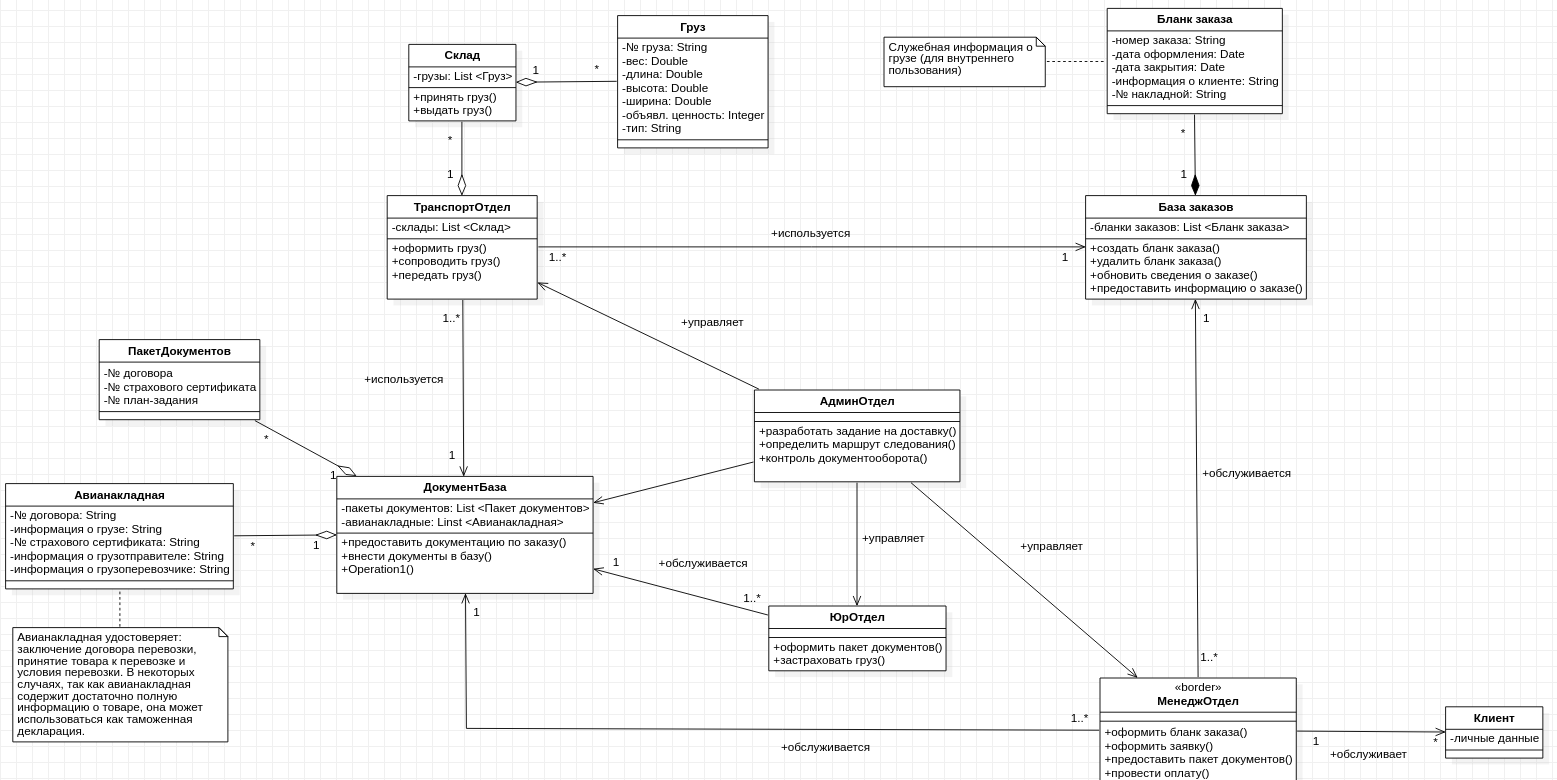 Склад
-грузы: List <Груз>
+принять груз()
+выдать груз()
1
*
Груз
-№ груза: String
-вес: Double
-длина: Double
-высота: Double
-ширина: Double
-объявл. ценность: Integer
-тип: String
Служебная информация о
грузе (для внутреннего
пользования)
Бланк заказа
-номер заказа: String
-дата оформления: Date
-дата закрытия: Date
-информация о клиенте: String
-№ накладной: String
*
1
*
1
ТранспортОтдел
-склады: List <Склад>
+оформить груз()
+сопроводить груз()
+передать груз()
+используется
1..*
1
База заказов
-бланки заказов: List <Бланк заказа>
+создать бланк заказа()
+удалить бланк заказа()
+обновить сведения о заказе()
+предоставить информацию о заказе()
1..*
+управляет
1
ПакетДокументов
-№ договора
-№ страхового сертификата
-№ план-задания
+используется
*
1
1
АдминОтдел
+разработать задание на доставку()
+определить маршрут следования()
+контроль документооборота()
+обслуживается
Авианакладная
-№ договора: String
-информация о грузе: String
-№ страхового сертификата: String
-информация о грузотправителе: String
-информация о грузоперевозчике: String
*
1
ДокументБаза
-пакеты документов: List <Пакет документов>
-авианакладные: Linst <Авианакладная>
+предоставить документацию по заказу()
+внести документы в базу()
+Operation1()
+управляет
+управляет
1
+обслуживается
1..*
1
ЮрОтдел
+оформить пакет документов()
+застраховать груз()
Авианакладная удостоверяет:
заключение договора перевозки,
принятие товара к перевозке и
условия перевозки. В некоторых
случаях, так как авианакладная
содержит достаточно полную
информацию о товаре, она может
использоваться как таможенная
декларация.
1..*
«border»
МенеджОтдел
+оформить бланк заказа()
+оформить заявку()
+предоставить пакет документов()
+провести оплату()
1..*
+обслуживается
1
*
+обслуживает
Клиент
-личные данные